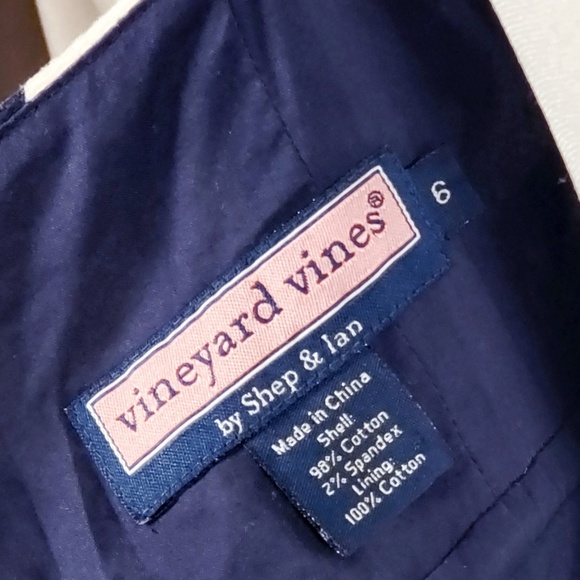 vineyard vines®
by Shep & Ian
6
Made in China
Shell:
98% Cotton
2% Spandex
Lining:
100% Cotton